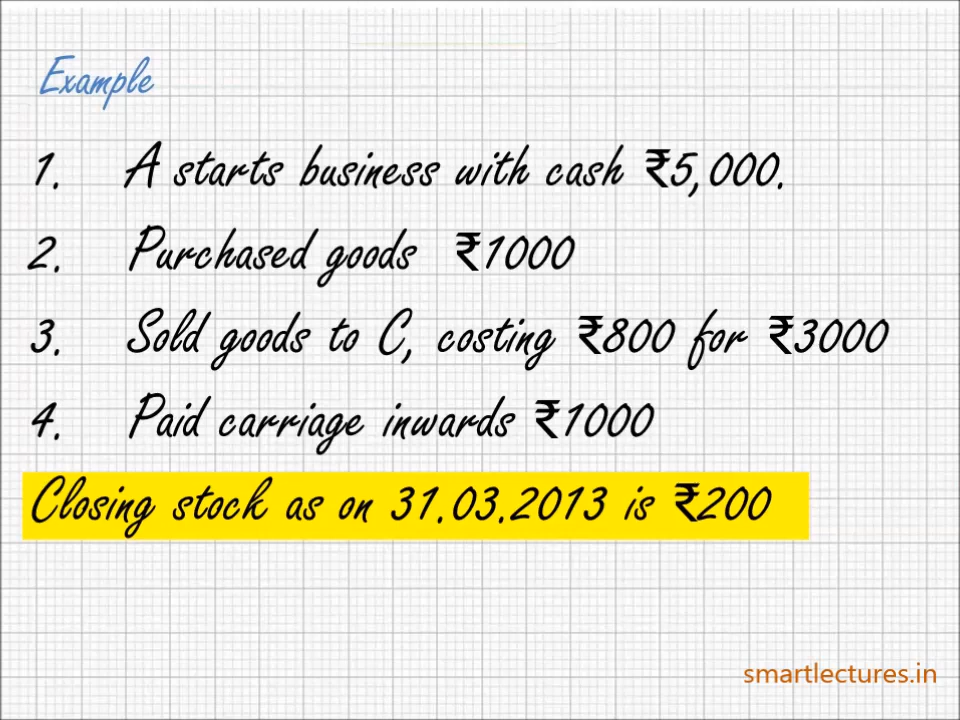 Example
1. A starts business with cash ₹5,000.
2. Purchased goods ₹1000
3. Sold goods to C, costing ₹800 for ₹3000
4. Paid carriage inwards ₹1000
Closing stock as on 31.03.2013 is ₹200
smartlectures.in